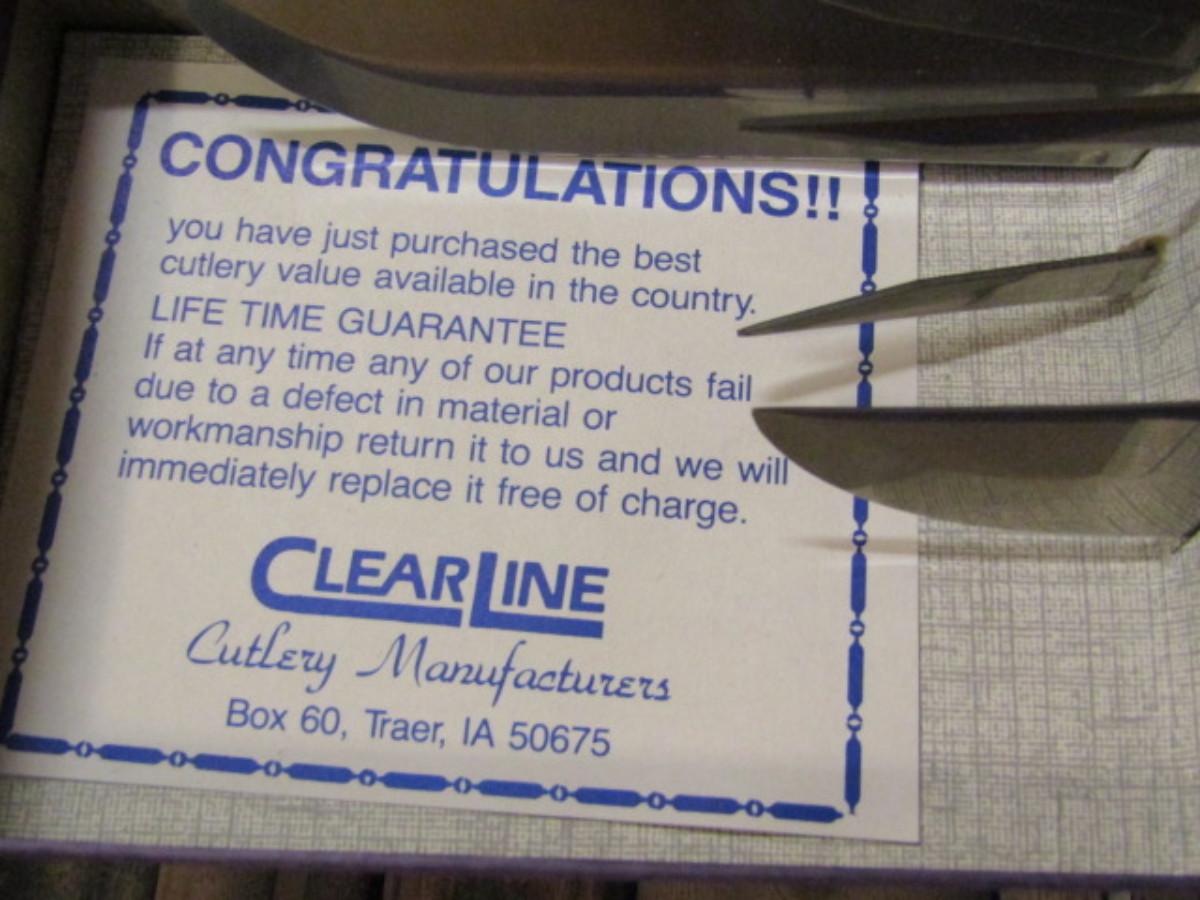 CONGRATULATIONS!!
you have just purchased the best
cutlery value available in the country.
LIFE TIME GUARANTEE
If at any time any of our products fail
due to a defect in material or
workmanship return it to us and we will
immediately replace it free of charge.
CLEARLINE
Cutlery Manufacturers
Box 60, Traer, IA 50675